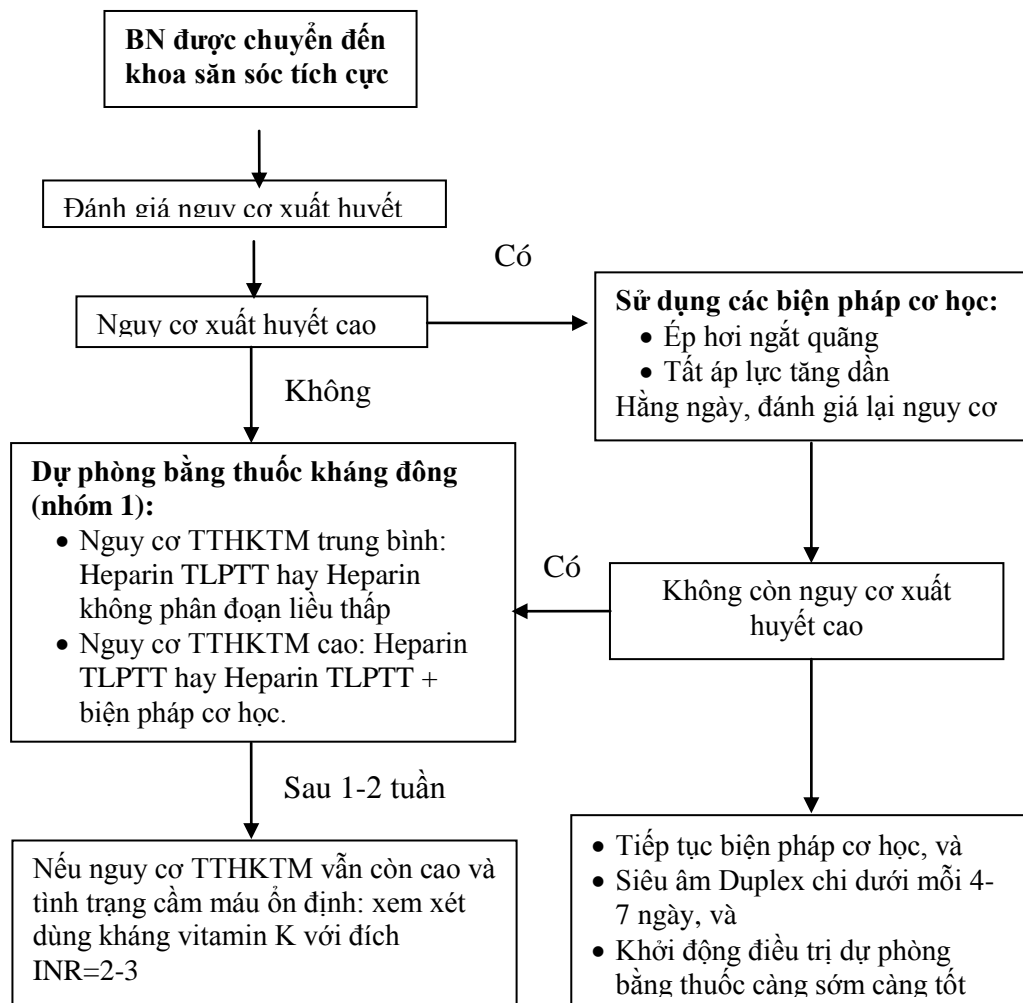 BN được chuyển đến
khoa săn sóc tích cực
Đánh giá nguy cơ xuất huyết
Có
Nguy cơ xuất huyết cao
Sử dụng các biện pháp cơ học:
• Ép hơi ngắt quãng
• Tất áp lực tăng dần
Hằng ngày, đánh giá lại nguy cơ
Không
Dự phòng bằng thuốc kháng đông
(nhóm 1):
• Nguy cơ TTHKTM trung bình:
Heparin TLPTT hay Heparin
không phân đoạn liều thấp
• Nguy cơ TTHKTM cao: Heparin
TLPTT hay Heparin TLPTT +
biện pháp cơ học.
Có
Không còn nguy cơ xuất
huyết cao
Sau 1-2 tuần
Nếu nguy cơ TTHKTM vẫn còn cao và
tình trạng cầm máu ổn định: xem xét
dùng kháng vitamin K với đích
INR=2-3
• Tiếp tục biện pháp cơ học, và
• Siêu âm Duplex chi dưới mỗi 4-
7 ngày, và
• Khởi động điều trị dự phòng
bằng thuốc càng sớm càng tốt